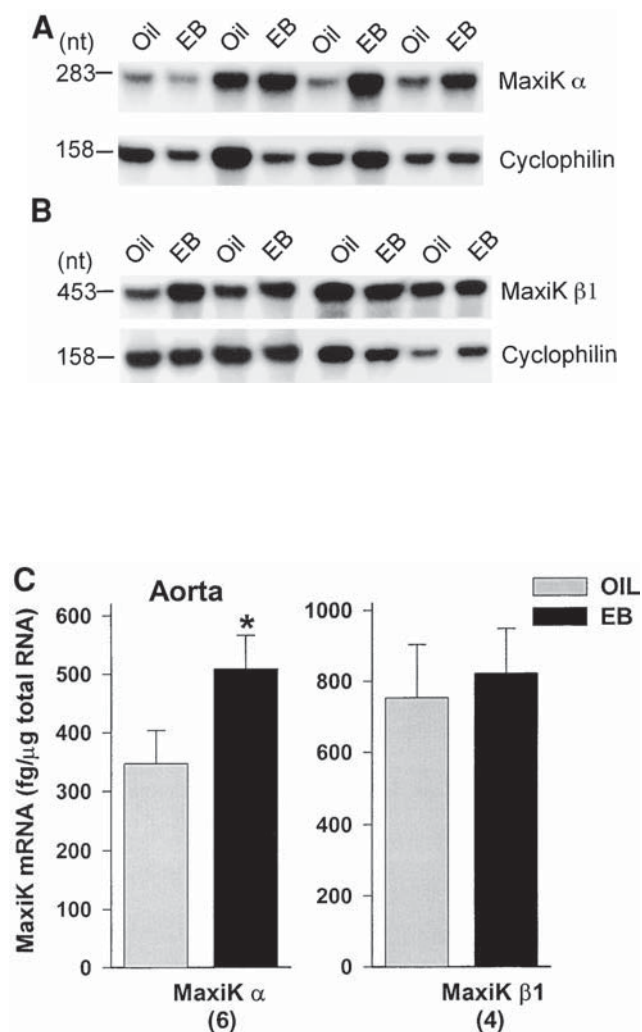 A
(nt) Oil EB Oil EB Oil EB Oil EB
283 MaxiK α
158 Cyclophilin
B
(nt) Oil EB Oil EB Oil EB Oil EB
453 MaxiK β1
158 Cyclophilin
C Aorta
OIL
EB
MaxiK mRNA (fg/μg total RNA)
600
500
400
300
200
100
0
1000
800
600
400
200
0
*
MaxiK α
(6)
MaxiK β1
(4)